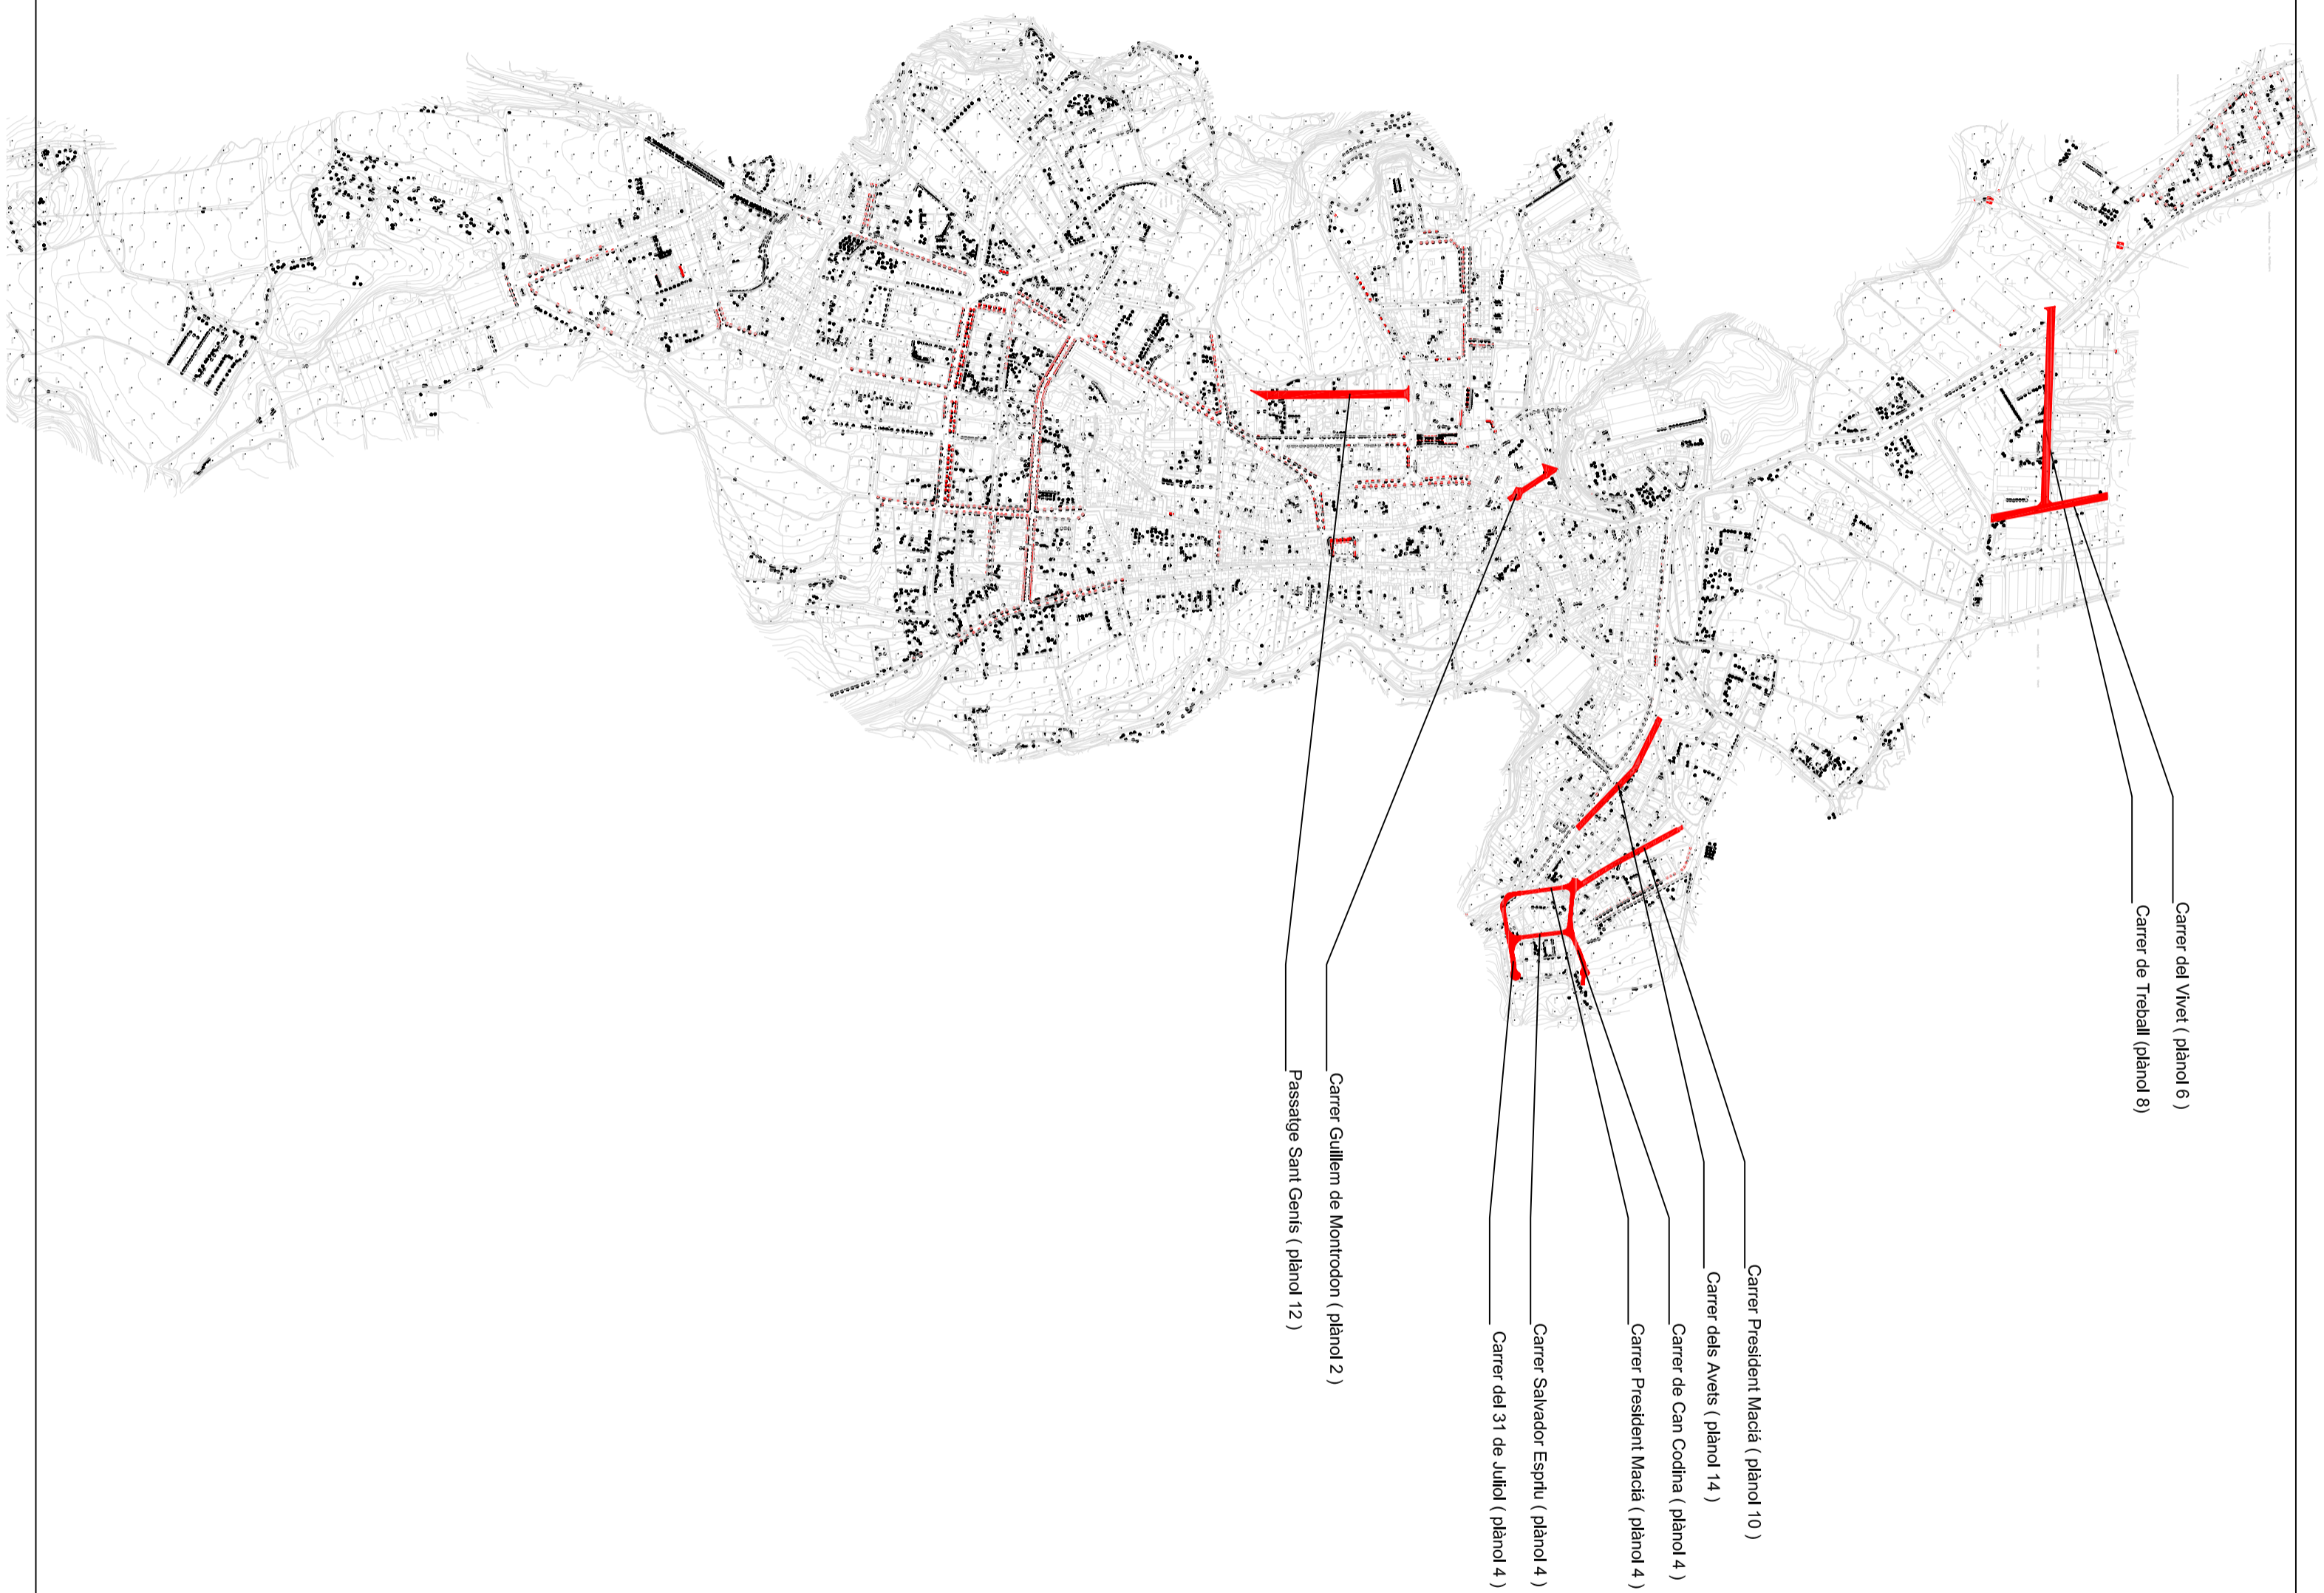 Carrer del Vivet ( plànol 6 )
Carrer de Treball (plànol 8)
Carrer President Macià ( plànol 10 )
Carrer dels Avets ( plànol 14 )
Carrer de Can Codina ( plànol 4 )
Carrer President Macià ( plànol 4 )
Carrer Salvador Espriu ( plànol 4 )
Carrer del 31 de Juliol ( plànol 4 )
Carrer Guillem de Montrodon ( plànol 2 )
Passatge Sant Genís ( plànol 12 )